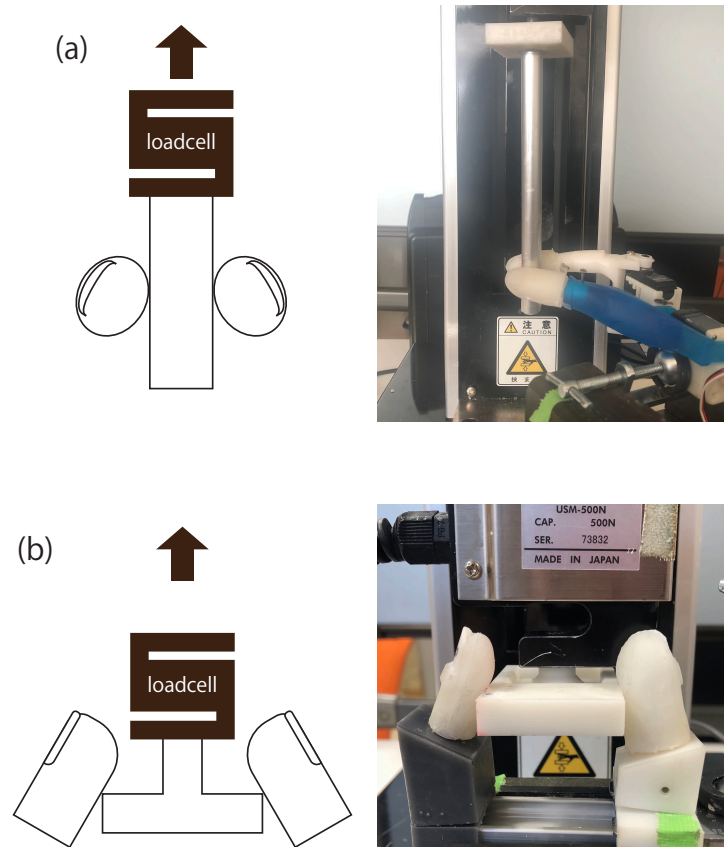 (a)
loadcell
注 意
CAUTION
(b)
loadcell
USM-500N
CAP. 500N
SER. 73832
MADE IN JAPAN